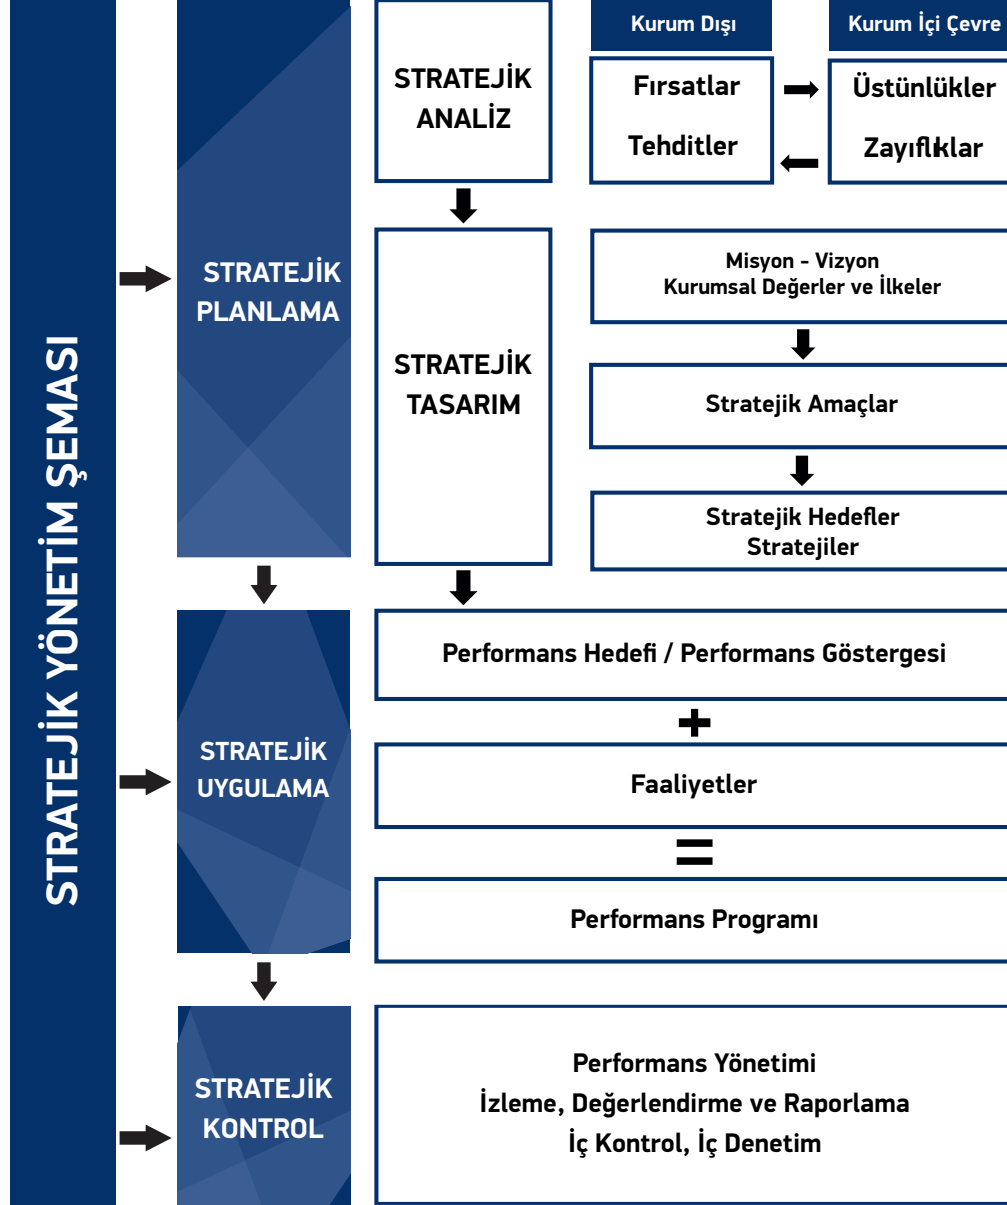 STRATEJİK YÖNETİM ŞEMASI
STRATEJİK
PLANLAMA
STRATEJİK
ANALİZ
Kurum Dışı
Kurum İçi Çevre
Fırsatlar
Tehditler
Üstünlükler
Zayıflıklar
STRATEJİK
TASARIM
Misyon - Vizyon
Kurumsal Değerler ve İlkeler
Stratejik Amaçlar
Stratejik Hedefler
Stratejiler
STRATEJİK
UYGULAMA
Performans Hedefi / Performans Göstergesi
+
Faaliyetler
=
Performans Programı
STRATEJİK
KONTROL
Performans Yönetimi
İzleme, Değerlendirme ve Raporlama
İç Kontrol, İç Denetim